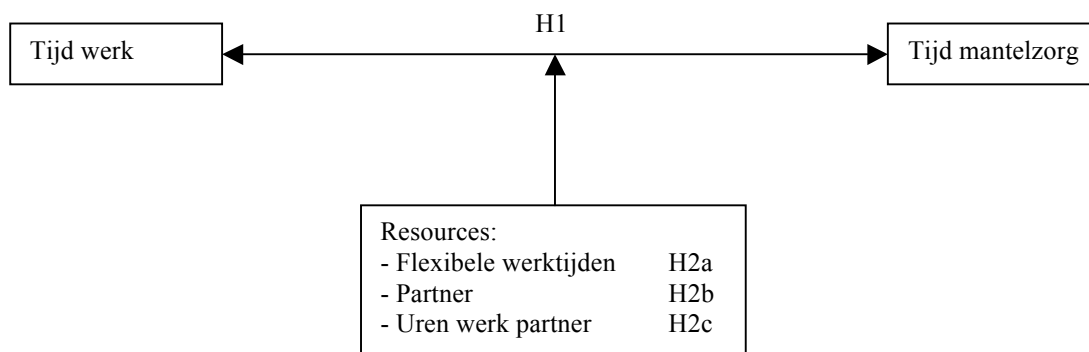 H1
Tijd werk
Tijd mantelzorg
Resources:
- Flexibele werktijden H2a
- Partner H2b
- Uren werk partner H2c